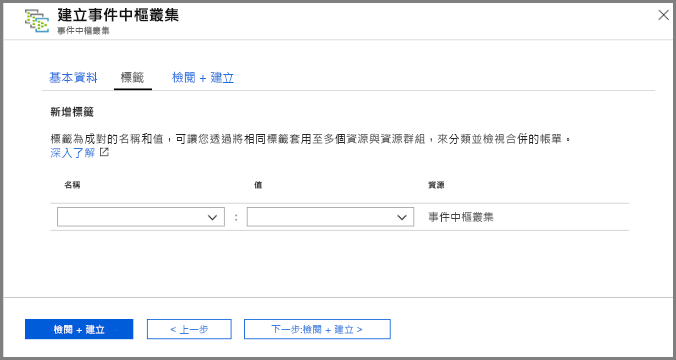 建立事件中樞叢集
事件中樞叢集
基本資料 標籤 檢閱 + 建立
新增標籤
標籤為成對的名稱和值，可讓您透過將相同標籤套用至多個資源與資源群組，來分類並檢視合併的帳單。
深入了解
名稱 值 資源
: 事件中樞叢集
檢閱 + 建立 < 上一步 下一步:檢閱 + 建立 >